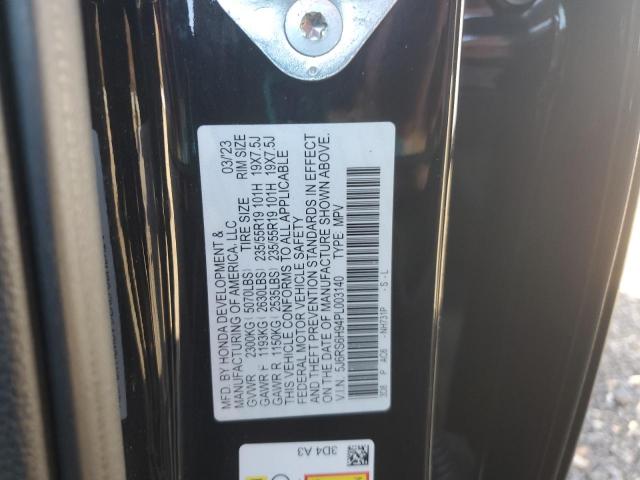 MFD. BY HONDA DEVELOPMENT &
MANUFACTURING OF AMERICA, LLC 03/'23
TIRE SIZE RIM SIZE
GVWR 2300KG( 5070LBS)
GAWR F 1193KG( 2630LBS) 235/55R19 101H 19X7.5J
GAWR R 1150KG( 2535LBS) 235/55R19 101H 19X7.5J
THIS VEHICLE CONFORMS TO ALL APPLICABLE
FEDERAL MOTOR VEHICLE SAFETY
AND THEFT PREVENTION STANDARDS IN EFFECT
ON THE DATE OF MANUFACTURE SHOWN ABOVE.
V.I.N. 5J6RS6H94PL003140 TYPE: MPV
3D8 P AO6 -NH731P -S -L
3D4 A3